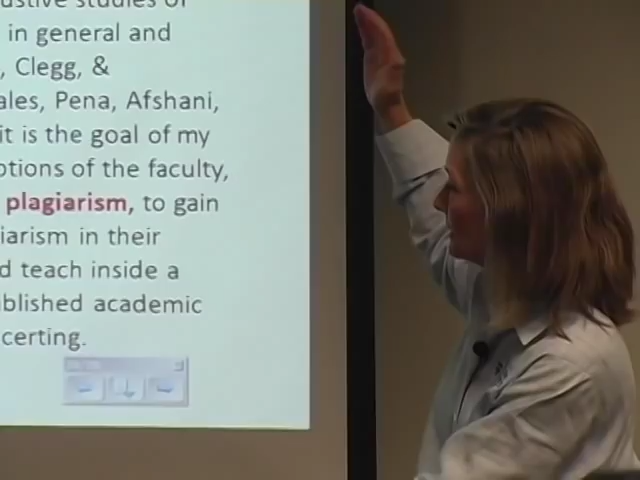 ustive studies of
in general and
, Clegg, &
ales, Pena, Afshani,
it is the goal of my
ptions of the faculty,
plagiarism, to gain
iarism in their
d teach inside a
ablished academic
certing.